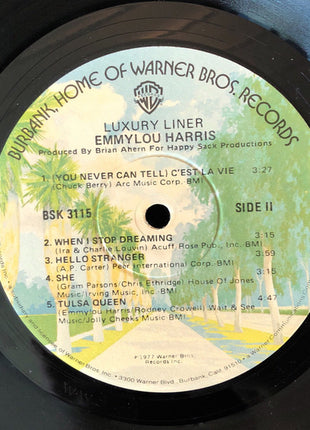 BURBANK, HOME OF WARNER BROS. RECORDS
LUXURY LINER
EMMYLOU HARRIS
Produced By Brian Ahern For Happy Sack Productions
1. (YOU NEVER CAN TELL) C'EST LA VIE 3:27
(Chuck Berry) Arc Music Corp. BMI
BSK 3115 SIDE II
2. WHEN I STOP DREAMING 3:15
(Ira & Charlie Louvin) Acuff, Rose Pub., Inc. BMI
3. HELLO STRANGER
(A.P. Carter) Peer International Corp. BMI
4. SHE 3:15
(Gram Parsons/Chris Ethridge) House Of
Music/Irving Music, Inc. BMI
5. TULSA QUEEN 4:47
(Emmylou Harris/Rodney Crowell) Wait & See
Music/Jolly Cheeks Music BMI
℗1977 Warner Bros.
Records Inc.
Inc. • 3300 Warner Blvd., Burbank, Calif. 91510 •